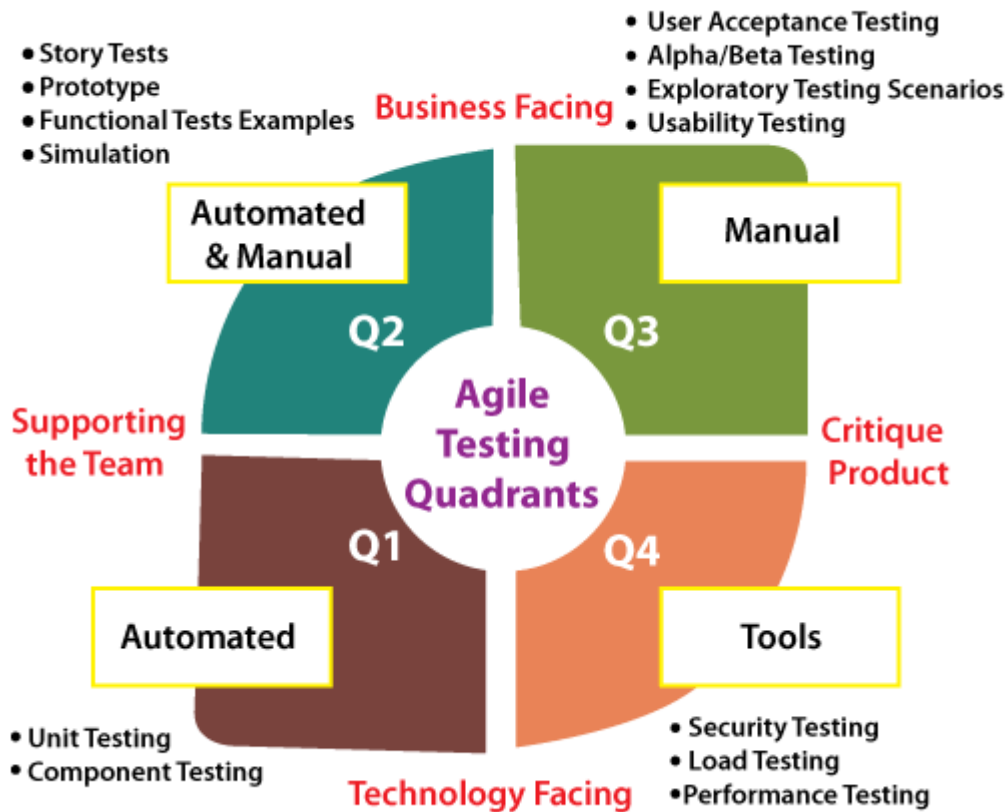 • Story Tests
• Prototype
• Functional Tests Examples
• Simulation
• User Acceptance Testing
• Alpha/Beta Testing
• Exploratory Testing Scenarios
• Usability Testing
Business Facing
Automated
& Manual
Manual
Q2
Q3
Agile
Testing
Quadrants
Supporting
the Team
Critique
Product
Q1
Q4
Automated
Tools
• Unit Testing
• Component Testing
• Security Testing
• Load Testing
•Performance Testing
Technology Facing